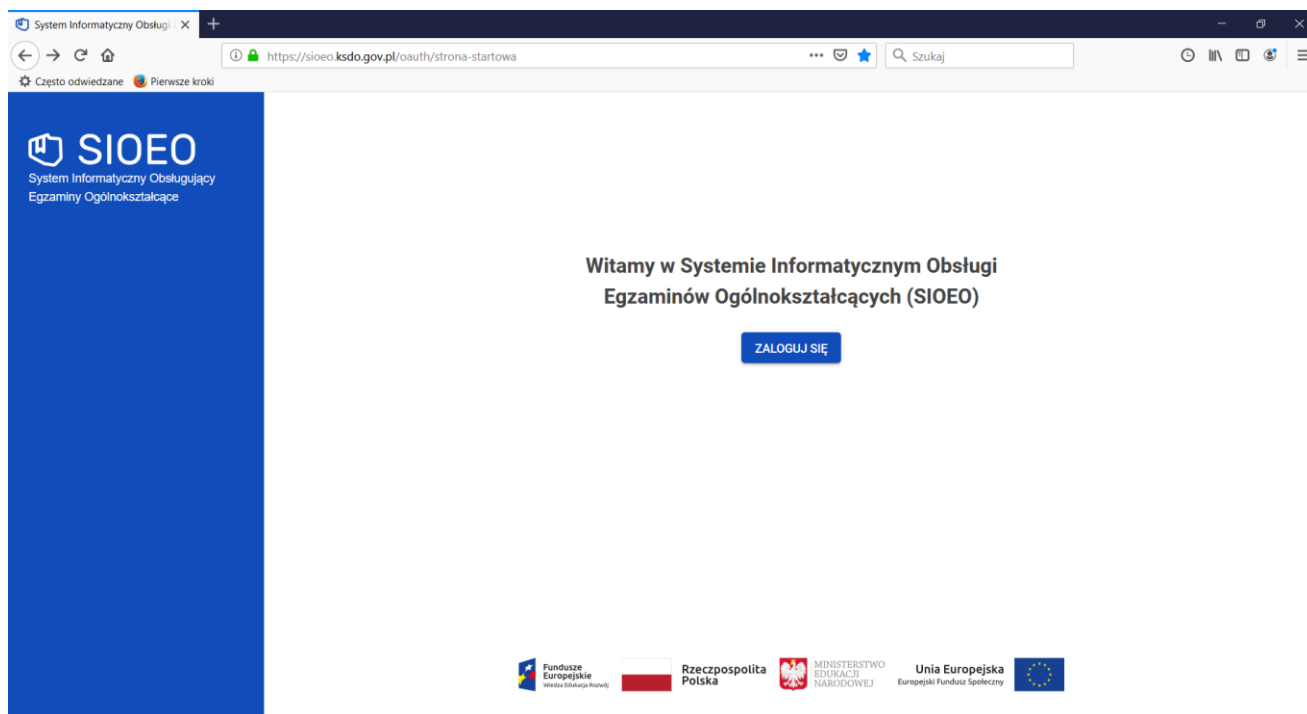 System Informatyczny Obsługi
https://sioeo.ksdo.gov.pl/oauth/strona-startowa
Szukaj
Często odwiedzane
Pierwsze kroki
SIOEO
System Informatyczny Obsługujący
Egzaminy Ogólnokształcące
Witamy w Systemie Informatycznym Obsługi
Egzaminów Ogólnokształcących (SIOEO)
ZALOGUJ SIĘ
Fundusze
Europejskie
Wiedza Edukacja Rozwój
Rzeczpospolita
Polska
MINISTERSTWO
EDUKACJI
NARODOWEJ
Unia Europejska
Europejski Fundusz Społeczny